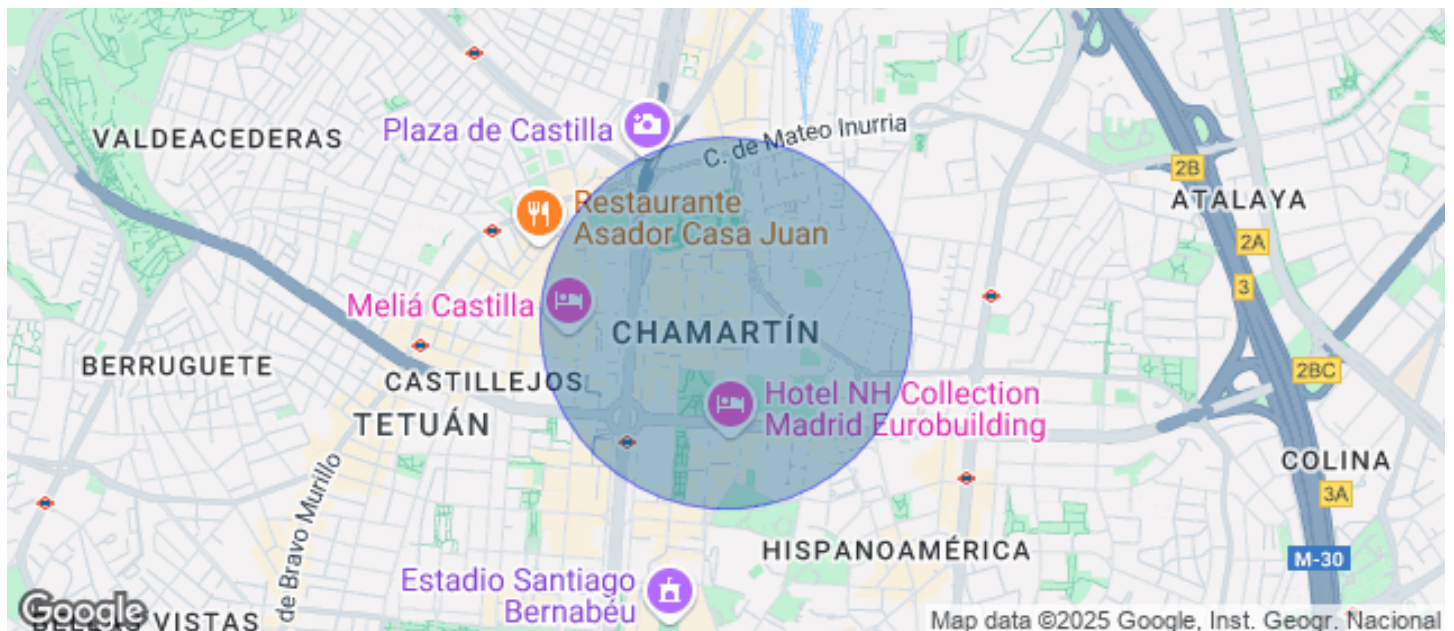 VALDEACEDERAS
Plaza de Castilla
C. de Mateo Inurria
2B
ATALAYA
Restaurante
Asador Casa Juan
2A
3
Meliá Castilla
CHAMARTÍN
BERRUGUETE
CASTILLEJOS
2BC
Hotel NH Collection
Madrid Eurobuilding
TETUÁN
COLINA
3A
de Bravo Murillo
HISPANOAMÉRICA
M-30
Estadio Santiago
Bernabéu
Google
VISTAS
Map data ©2025 Google, Inst. Geogr. Nacional